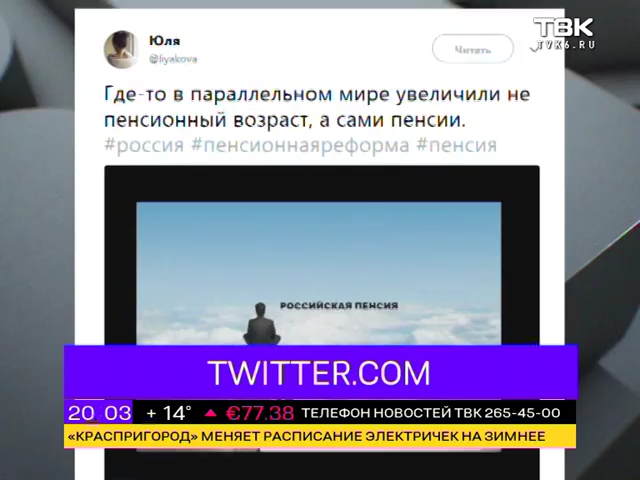 ТВК
TVK6.RU
Юля
@liyakova
Читать
Где-то в параллельном мире увеличили не
пенсионный возраст, а сами пенсии.
#россия #пенсионнаяреформа #пенсия
РОССИЙСКАЯ ПЕНСИЯ
TWITTER.COM
20 03 + 14° €77.38 ТЕЛЕФОН НОВОСТЕЙ ТВК 265-45-00
«КРАСПРИГОРОД» МЕНЯЕТ РАСПИСАНИЕ ЭЛЕКТРИЧЕК НА ЗИМНЕЕ